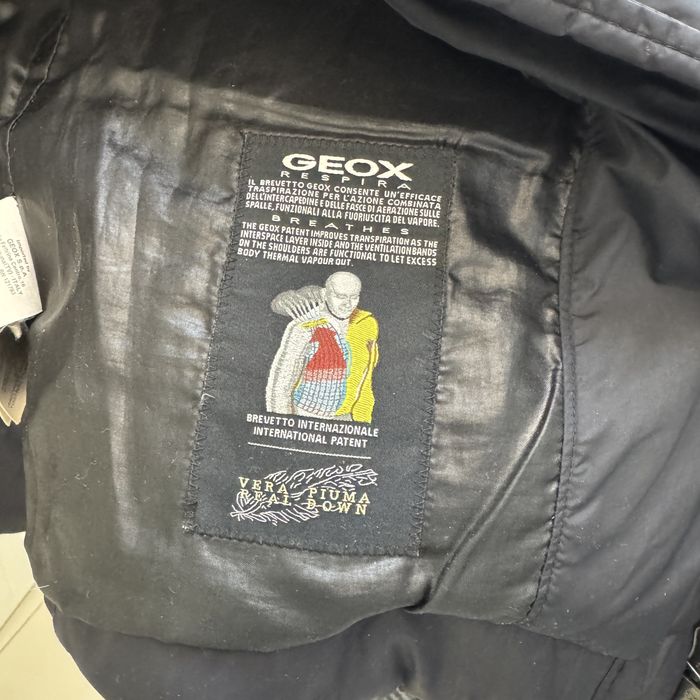 GEOX
RESPIRA
IL BREVETTO GEOX CONSENTE UN'EFFICACE
TRASPIRAZIONE PER L'AZIONE COMBINATA
DELL'INTERCAPEDINE E DELLE FASCE DI AERAZIONE SULLE
SPALLE, FUNZIONALI ALLA FUORIUSCITA DEL VAPORE.
BREATHES
THE GEOX PATENT IMPROVES TRANSPIRATION AS THE
INTERSPACE LAYER INSIDE AND THE VENTILATION BANDS
ON THE SHOULDERS ARE FUNCTIONAL TO LET EXCESS
BODY THERMAL VAPOUR OUT.
BREVETTO INTERNAZIONALE
INTERNATIONAL PATENT
VERA PIUMA
REAL DOWN
GEOX S.p.A.
ITALY